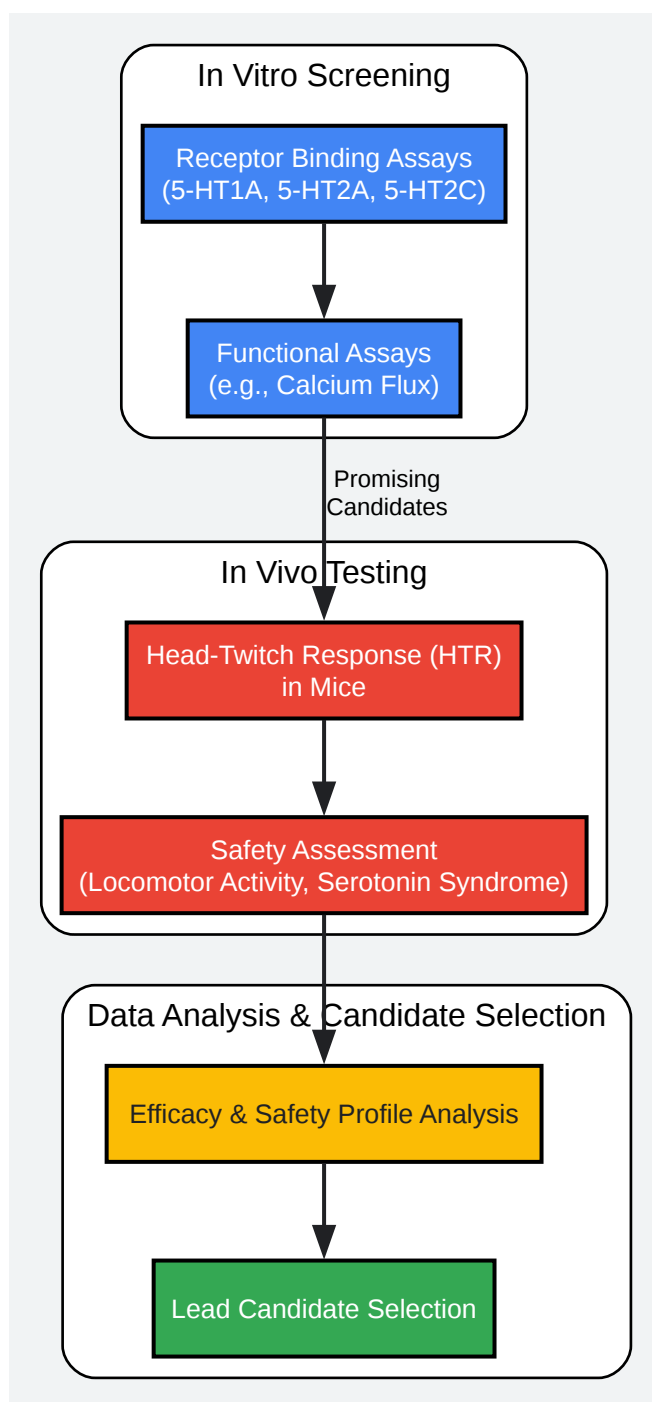 In Vitro Screening
Receptor Binding Assays
(5-HT1A, 5-HT2A, 5-HT2C)
Functional Assays
(e.g., Calcium Flux)
Promising
Candidates
In Vivo Testing
Head-Twitch Response (HTR)
in Mice
Safety Assessment
(Locomotor Activity, Serotonin Syndrome)
Data Analysis & Candidate Selection
Efficacy & Safety Profile Analysis
Lead Candidate Selection